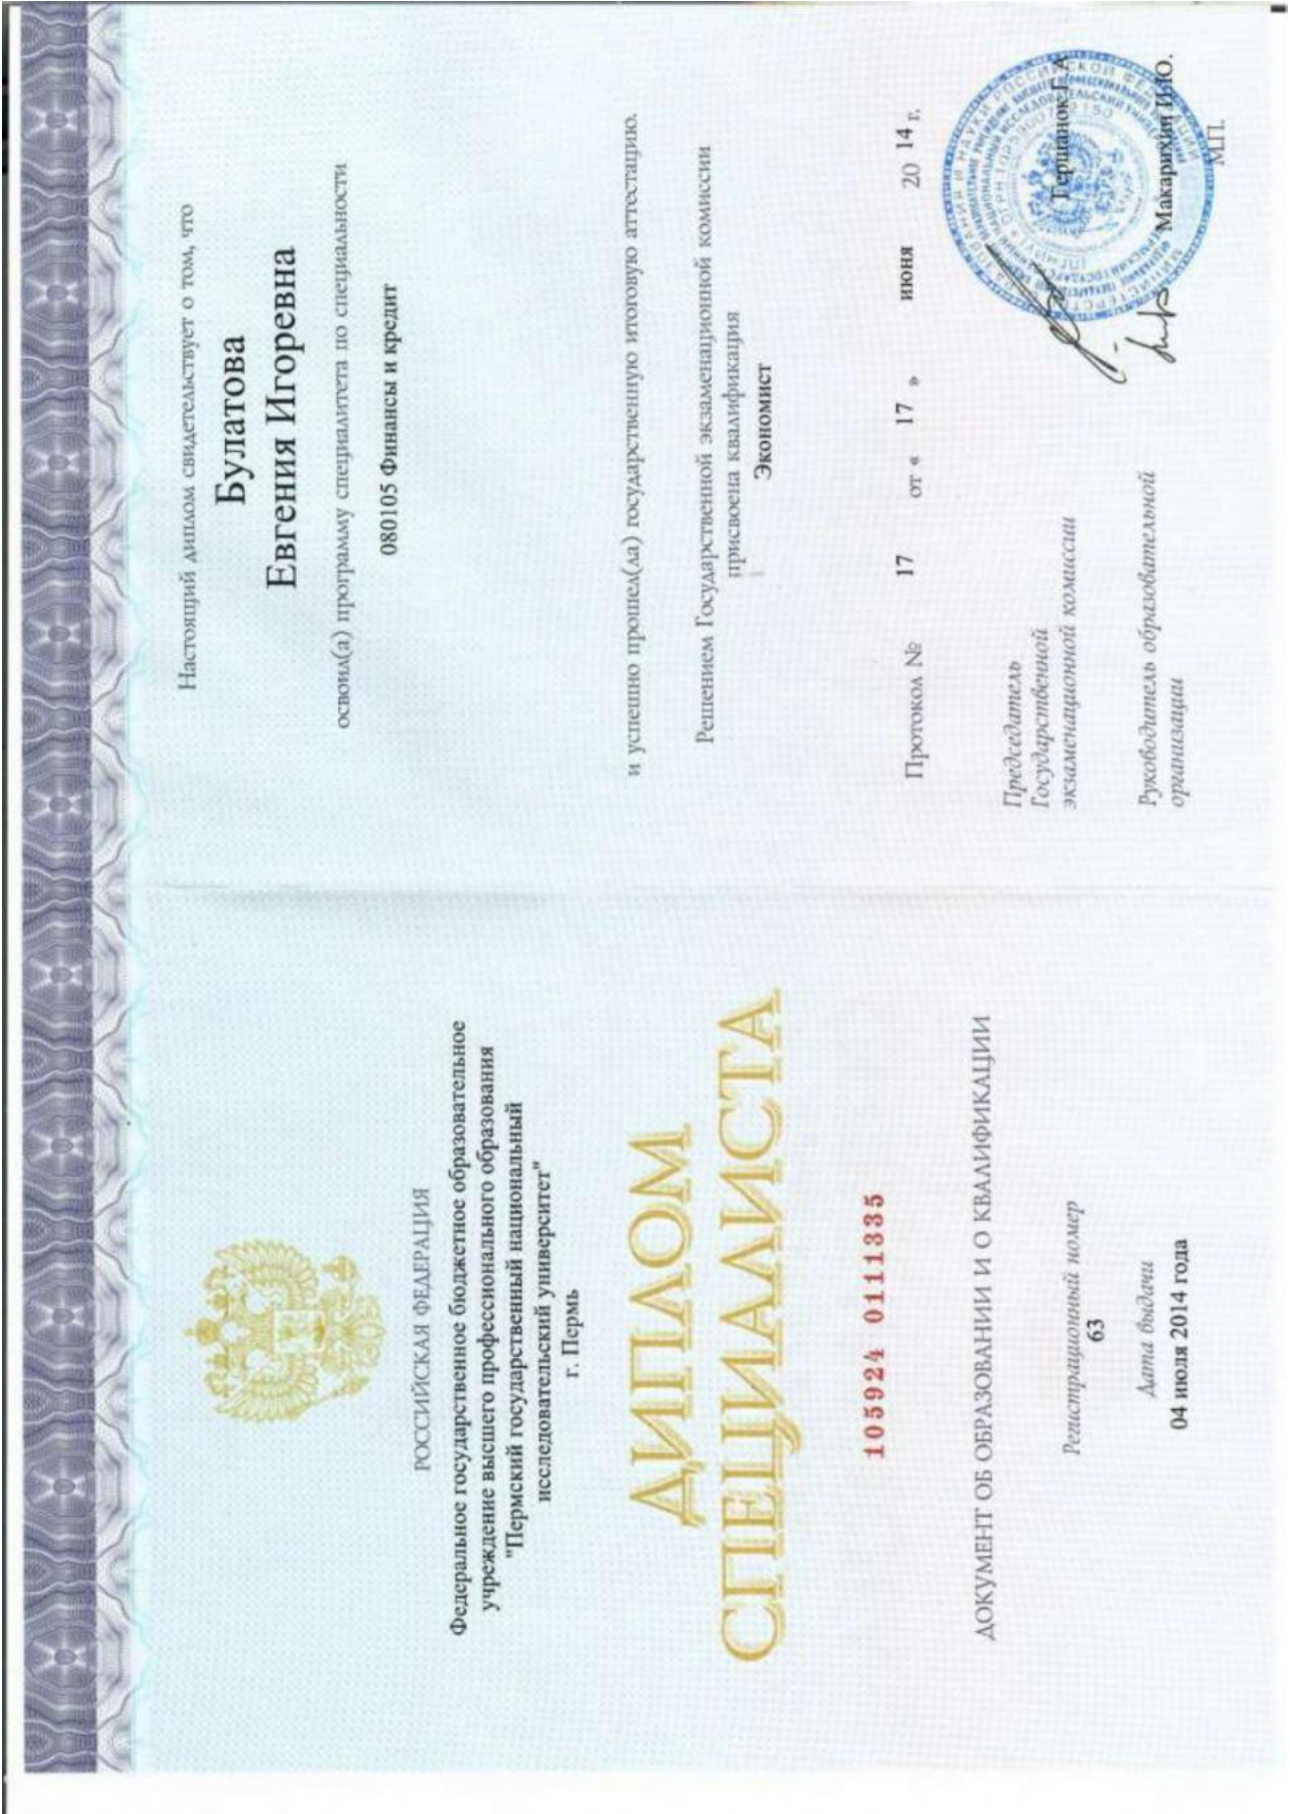 РОССИЙСКАЯ ФЕДЕРАЦИЯ
Федеральное государственное бюджетное образовательное
учреждение высшего профессионального образования
"Пермский государственный национальный
исследовательский университет"
г. Пермь
ДИПЛОМ
СПЕЦИАЛИСТА
105924 0111335
ДОКУМЕНТ ОБ ОБРАЗОВАНИИ И О КВАЛИФИКАЦИИ
Регистрационный номер
63
Дата выдачи
04 июля 2014 года
Настоящий диплом свидетельствует о том, что
Булатова
Евгения Игоревна
освоил(а) программу специалитета по специальности
080105 Финансы и кредит
и успешно прошел(ла) государственную итоговую аттестацию.
Решением Государственной экзаменационной комиссии
присвоена квалификация
Экономист
Протокол № 17 от « 17 » июня 20 14 г.
Председатель
Государственной
экзаменационной комиссии
Гершанок Г. А
Руководитель образовательной
организации
Макарихин И.Ю.
М.П.